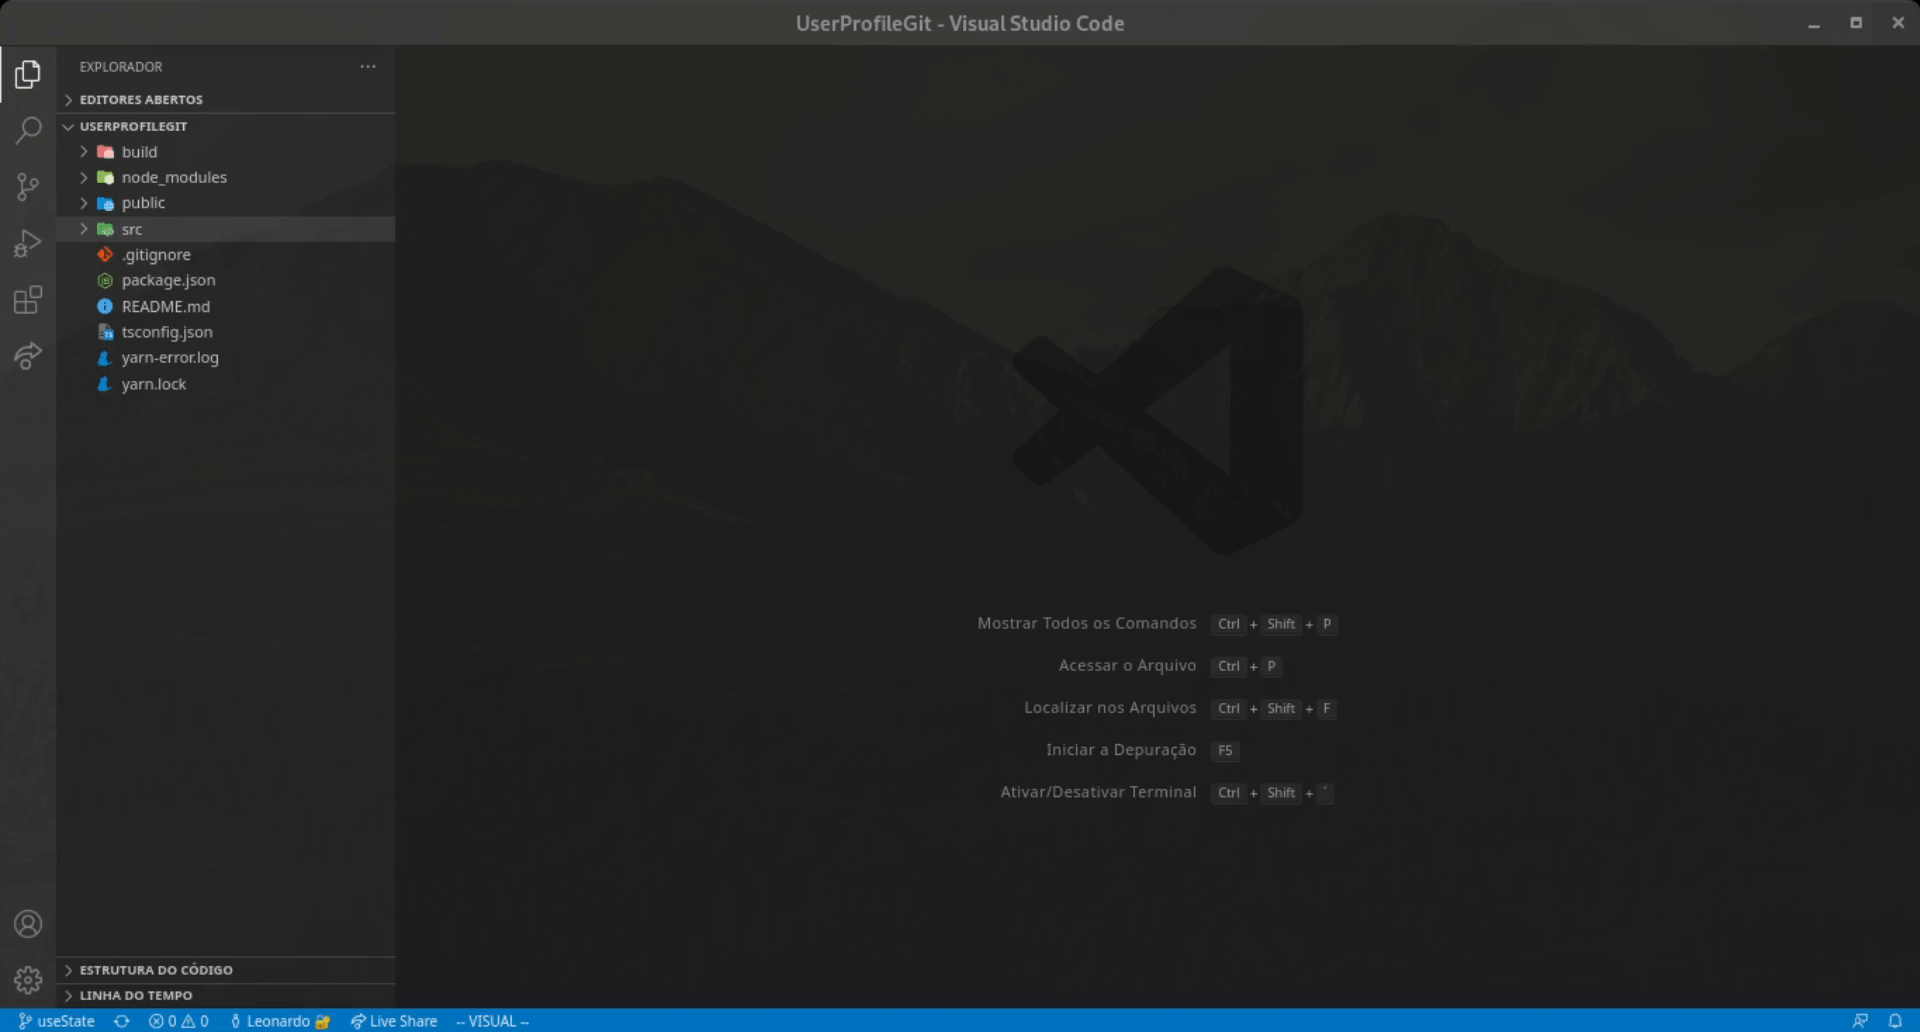 UserProfileGit - Visual Studio Code
EXPLORADOR
EDITORES ABERTOS
USERPROFILEGIT
build
node_modules
public
src
.gitignore
package.json
README.md
tsconfig.json
yarn-error.log
yarn.lock
Mostrar Todos os Comandos Ctrl + Shift + P
Acessar o Arquivo Ctrl + P
Localizar nos Arquivos Ctrl + Shift + F
Iniciar a Depuração F5
Ativar/Desativar Terminal Ctrl + Shift + ´
ESTRUTURA DO CÓDIGO
LINHA DO TEMPO
useState 0 0 Leonardo 🔐 Live Share -- VISUAL --